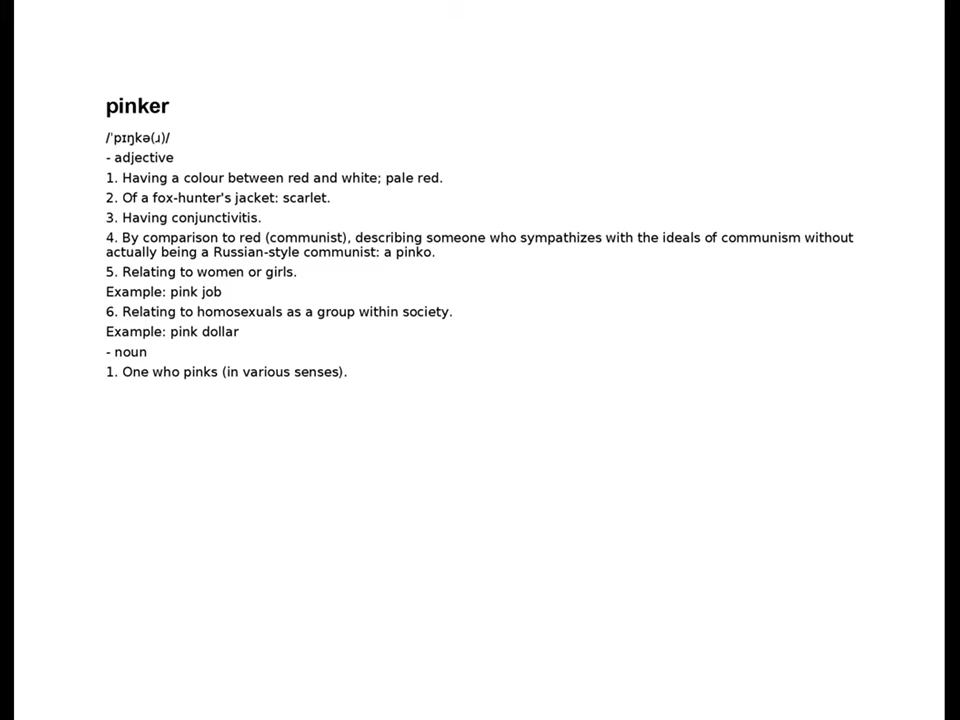 pinker
/ˈpɪŋkə(ɹ)/
- adjective
1. Having a colour between red and white; pale red.
2. Of a fox-hunter's jacket: scarlet.
3. Having conjunctivitis.
4. By comparison to red (communist), describing someone who sympathizes with the ideals of communism without
actually being a Russian-style communist: a pinko.
5. Relating to women or girls.
Example: pink job
6. Relating to homosexuals as a group within society.
Example: pink dollar
- noun
1. One who pinks (in various senses).